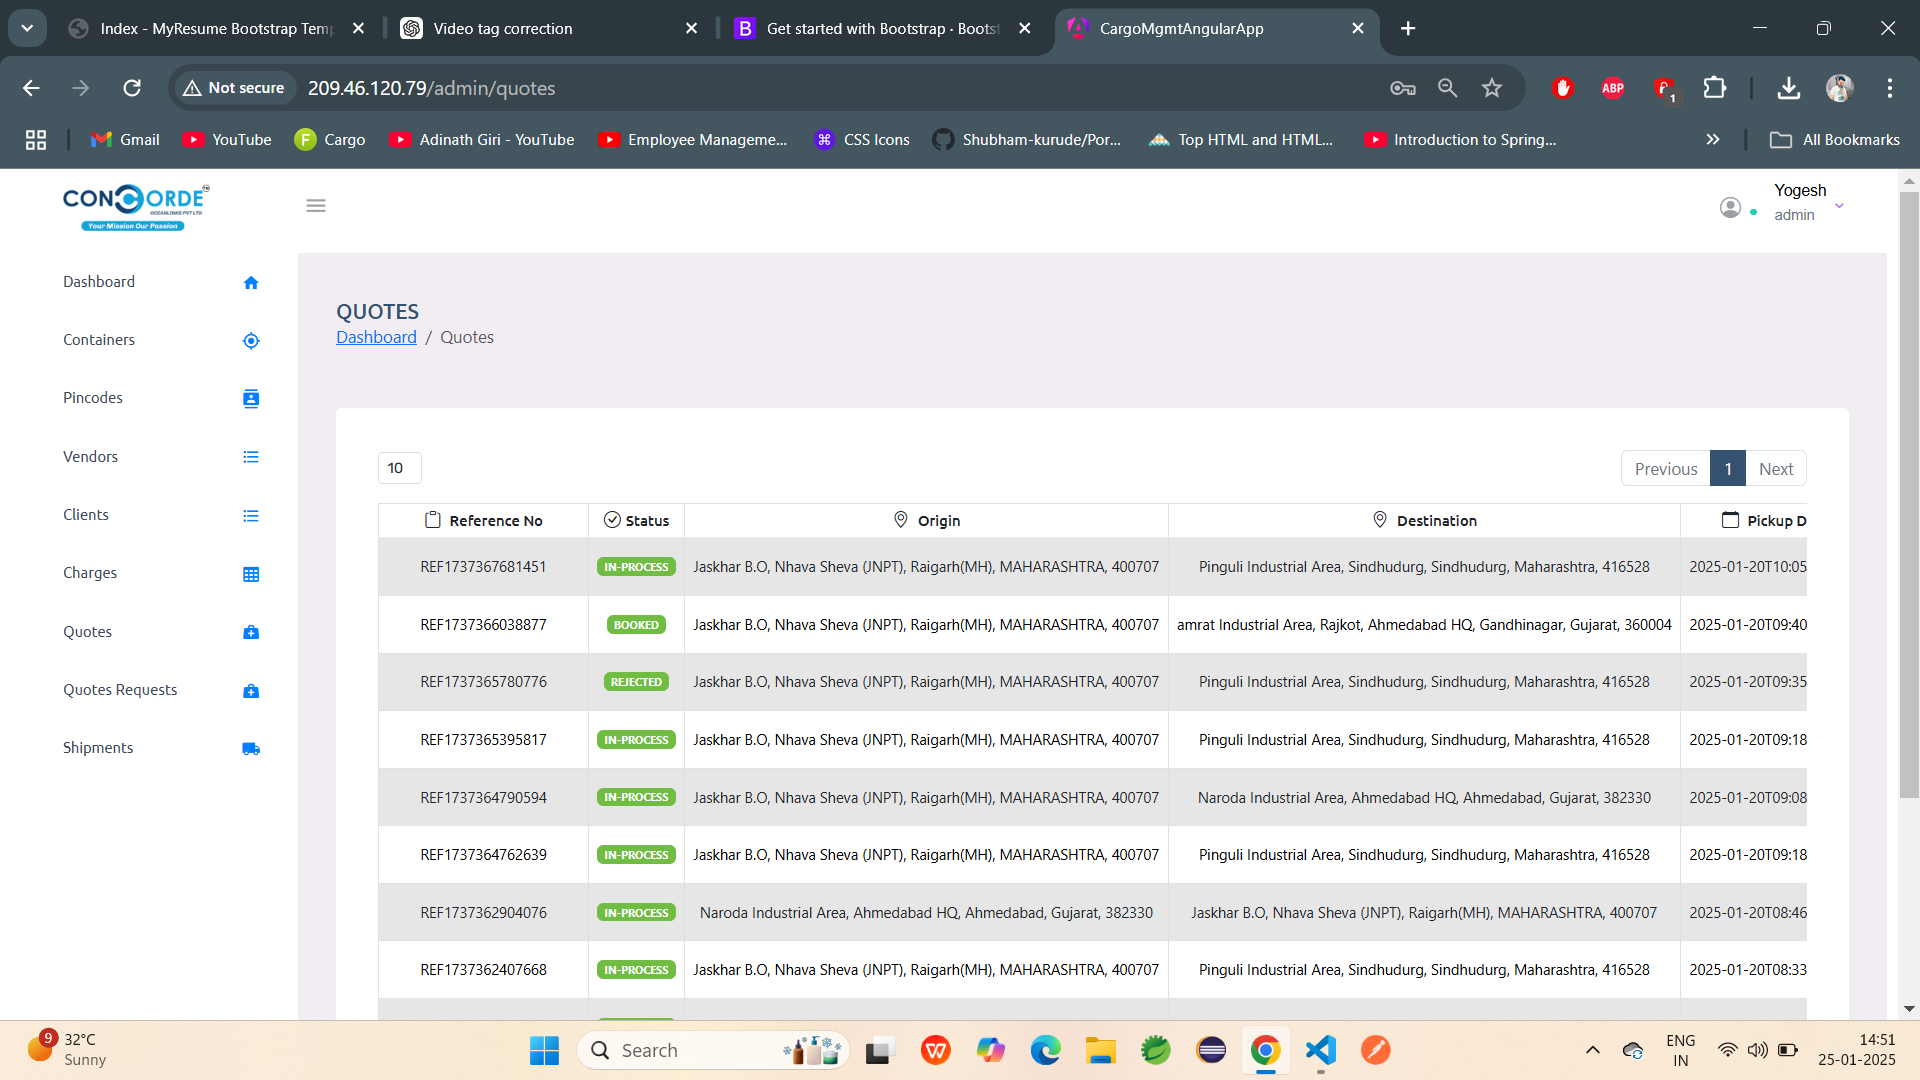 Index - MyResume Bootstrap Temp
Video tag correction
Get started with Bootstrap · Boots
CargoMgmtAngularApp
Not secure
209.46.120.79/admin/quotes
ABP
1
Gmail
YouTube
Cargo
Adinath Giri - YouTube
Employee Manageme...
CSS Icons
Shubham-kurude/Por...
Top HTML and HTML...
Introduction to Spring...
All Bookmarks
CONCORDE
OCEANLINKS PVT LTD
Your Mission Our Passion
Yogesh
admin
Dashboard
Containers
Pincodes
Vendors
Clients
Charges
Quotes
Quotes Requests
Shipments
QUOTES
Dashboard / Quotes
10
Previous 1 Next
Reference No Status Origin Destination Pickup D
REF1737367681451 IN-PROCESS Jaskhar B.O, Nhava Sheva (JNPT), Raigarh(MH), MAHARASHTRA, 400707 Pinguli Industrial Area, Sindhudurg, Sindhudurg, Maharashtra, 416528 2025-01-20T10:05
REF1737366038877 BOOKED Jaskhar B.O, Nhava Sheva (JNPT), Raigarh(MH), MAHARASHTRA, 400707 amrat Industrial Area, Rajkot, Ahmedabad HQ, Gandhinagar, Gujarat, 360004 2025-01-20T09:40
REF1737365780776 REJECTED Jaskhar B.O, Nhava Sheva (JNPT), Raigarh(MH), MAHARASHTRA, 400707 Pinguli Industrial Area, Sindhudurg, Sindhudurg, Maharashtra, 416528 2025-01-20T09:35
REF1737365395817 IN-PROCESS Jaskhar B.O, Nhava Sheva (JNPT), Raigarh(MH), MAHARASHTRA, 400707 Pinguli Industrial Area, Sindhudurg, Sindhudurg, Maharashtra, 416528 2025-01-20T09:18
REF1737364790594 IN-PROCESS Jaskhar B.O, Nhava Sheva (JNPT), Raigarh(MH), MAHARASHTRA, 400707 Naroda Industrial Area, Ahmedabad HQ, Ahmedabad, Gujarat, 382330 2025-01-20T09:08
REF1737364762639 IN-PROCESS Jaskhar B.O, Nhava Sheva (JNPT), Raigarh(MH), MAHARASHTRA, 400707 Pinguli Industrial Area, Sindhudurg, Sindhudurg, Maharashtra, 416528 2025-01-20T09:18
REF1737362904076 IN-PROCESS Naroda Industrial Area, Ahmedabad HQ, Ahmedabad, Gujarat, 382330 Jaskhar B.O, Nhava Sheva (JNPT), Raigarh(MH), MAHARASHTRA, 400707 2025-01-20T08:46
REF1737362407668 IN-PROCESS Jaskhar B.O, Nhava Sheva (JNPT), Raigarh(MH), MAHARASHTRA, 400707 Pinguli Industrial Area, Sindhudurg, Sindhudurg, Maharashtra, 416528 2025-01-20T08:33
9
32°C
Sunny
Search
ENG
IN
14:51
25-01-2025